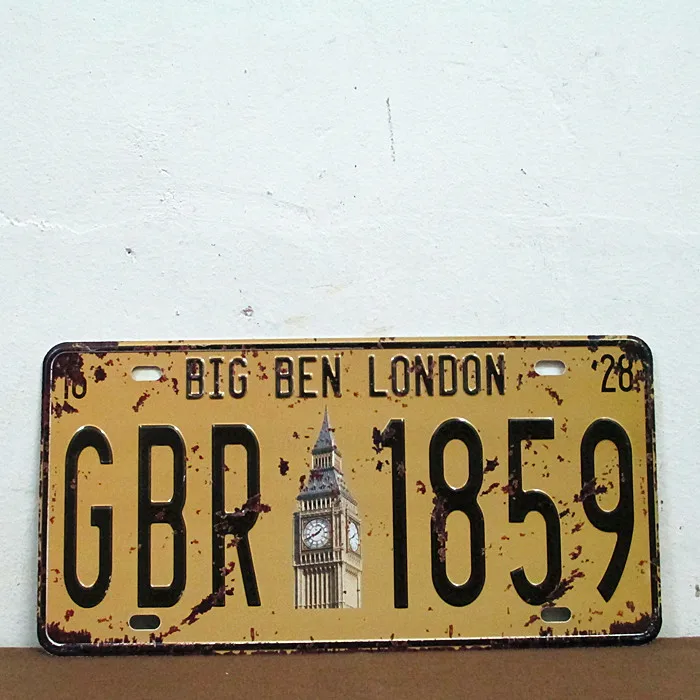 18 BIG BEN LONDON '28
GBR 1859